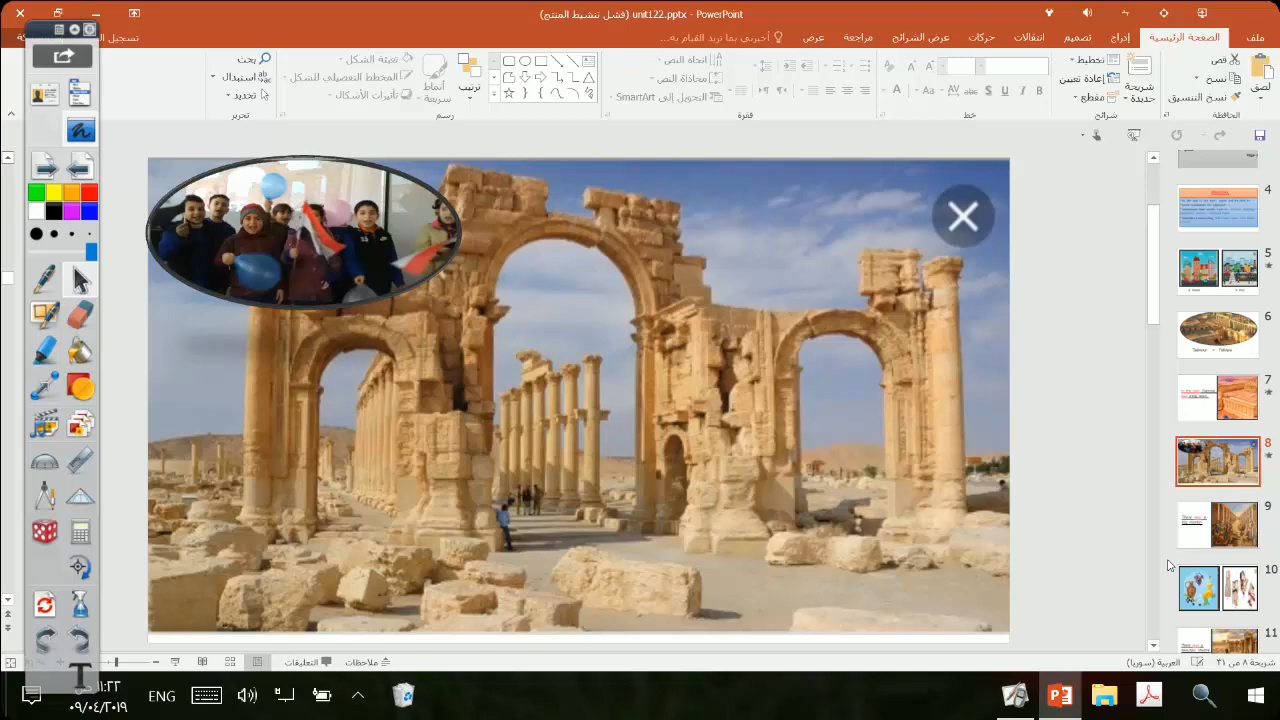 unit122.pptx (فشل تنشيط المنتج) - PowerPoint
ملف
الصفحة الرئيسية
إدراج
تصميم
انتقالات
حركات
عرض الشرائح
مراجعة
عرض
أخبرني بما تريد القيام به...
تسجيل
لصق
قص
نسخ
نسخ التنسيق
الحافظة
شريحة جديدة
تخطيط
إعادة تعيين
مقطع
شرائح
خط
اتجاه النص
محاذاة النص
التحويل إلى SmartArt
فقرة
ترتيب
أنماط سريعة
تعبئة الشكل
المخطط التفصيلي للشكل
تأثيرات الأشكال
رسم
بحث
استبدال
تحديد
تحرير
4
5
6
7
8
9
10
11
شريحة ٨ من ٣١
العربية (سوريا)
ملاحظات
التعليقات
ENG
١١:٢٢
٠٩/٠٤/٢٠١٩